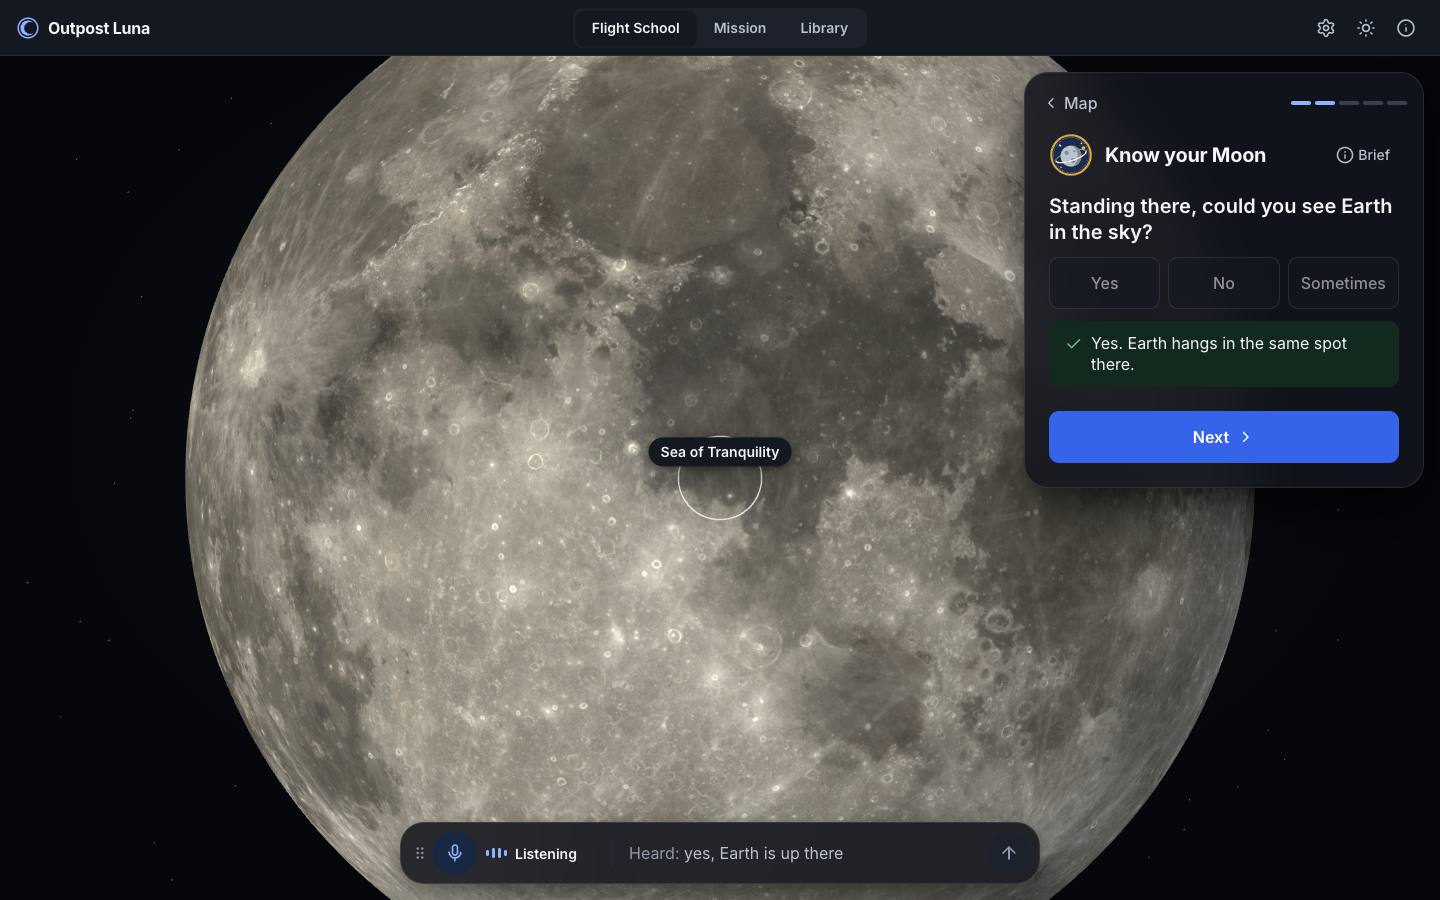 Outpost Luna
Flight School
Mission
Library
Map
Know your Moon
Brief
Standing there, could you see Earth
in the sky?
Yes
No
Sometimes
Yes. Earth hangs in the same spot
there.
Next
Sea of Tranquility
Listening
Heard: yes, Earth is up there